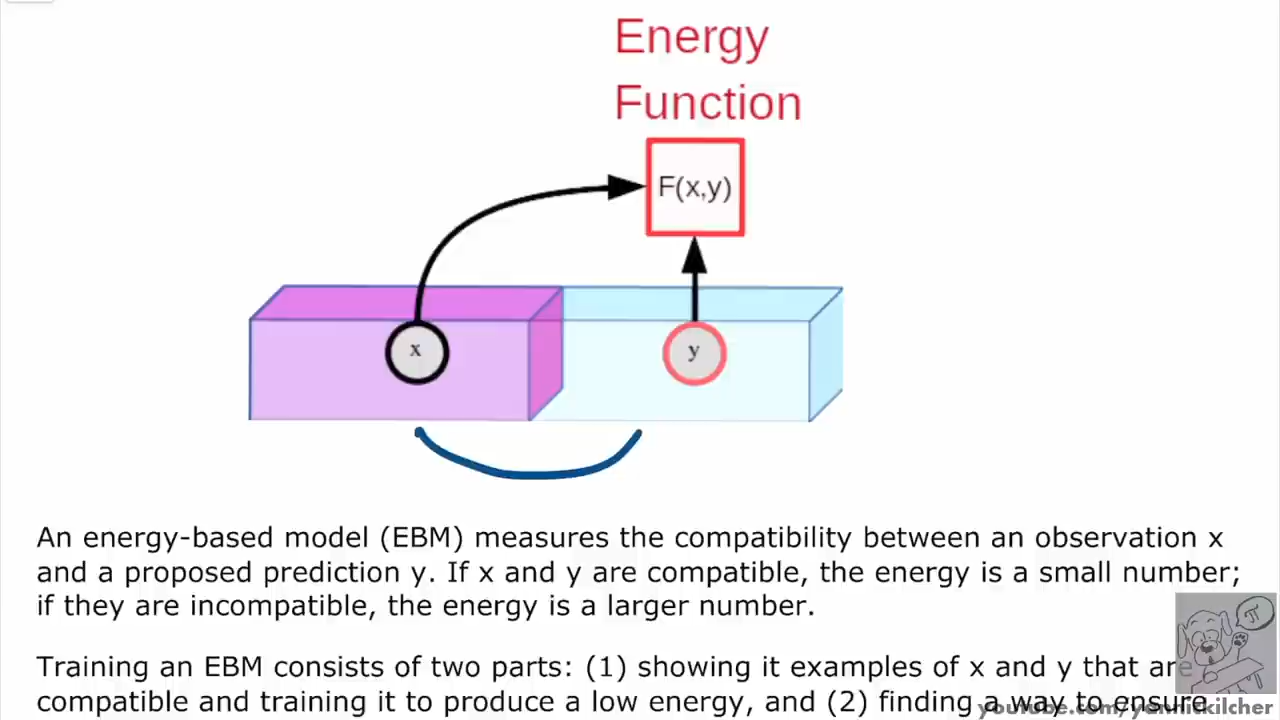 Energy
Function
F(x,y)
x
y
An energy-based model (EBM) measures the compatibility between an observation x
and a proposed prediction y. If x and y are compatible, the energy is a small number;
if they are incompatible, the energy is a larger number.
π
Training an EBM consists of two parts: (1) showing it examples of x and y that are
compatible and training it to produce a low energy, and (2) finding a way to ensure
youtube.com/yannickilcher